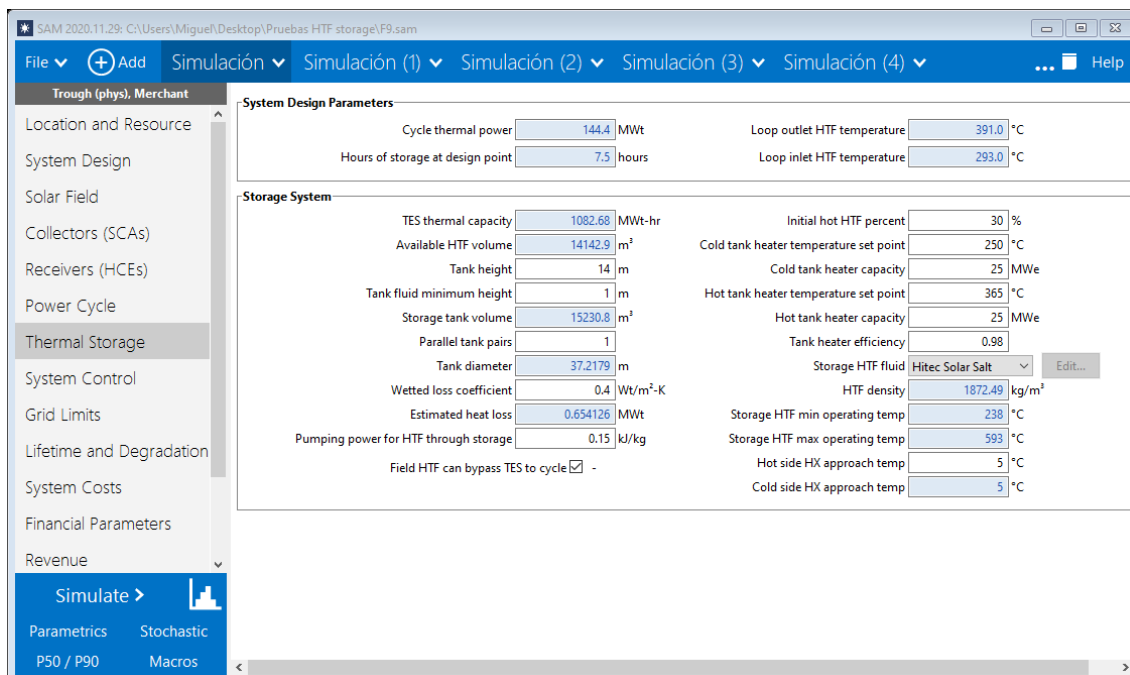 SAM 2020.11.29: C:\Users\Miguel\Desktop\Pruebas HTF storage\F9.sam
File Add Simulación Simulación (1) Simulación (2) Simulación (3) Simulación (4) ... Help
Trough (phys), Merchant
Location and Resource
System Design
Solar Field
Collectors (SCAs)
Receivers (HCEs)
Power Cycle
Thermal Storage
System Control
Grid Limits
Lifetime and Degradation
System Costs
Financial Parameters
Revenue
Simulate >
Parametrics Stochastic
P50 / P90 Macros
System Design Parameters
Cycle thermal power 144.4 MWt Loop outlet HTF temperature 391.0 °C
Hours of storage at design point 7.5 hours Loop inlet HTF temperature 293.0 °C
Storage System
TES thermal capacity 1082.68 MWt-hr Initial hot HTF percent 30 %
Available HTF volume 14142.9 m³ Cold tank heater temperature set point 250 °C
Tank height 14 m Cold tank heater capacity 25 MWe
Tank fluid minimum height 1 m Hot tank heater temperature set point 365 °C
Storage tank volume 15230.8 m³ Hot tank heater capacity 25 MWe
Parallel tank pairs 1 Tank heater efficiency 0.98
Tank diameter 37.2179 m Storage HTF fluid Hitec Solar Salt Edit...
Wetted loss coefficient 0.4 Wt/m²-K HTF density 1872.49 kg/m³
Estimated heat loss 0.654126 MWt Storage HTF min operating temp 238 °C
Pumping power for HTF through storage 0.15 kJ/kg Storage HTF max operating temp 593 °C
Field HTF can bypass TES to cycle - Hot side HX approach temp 5 °C
Cold side HX approach temp 5 °C